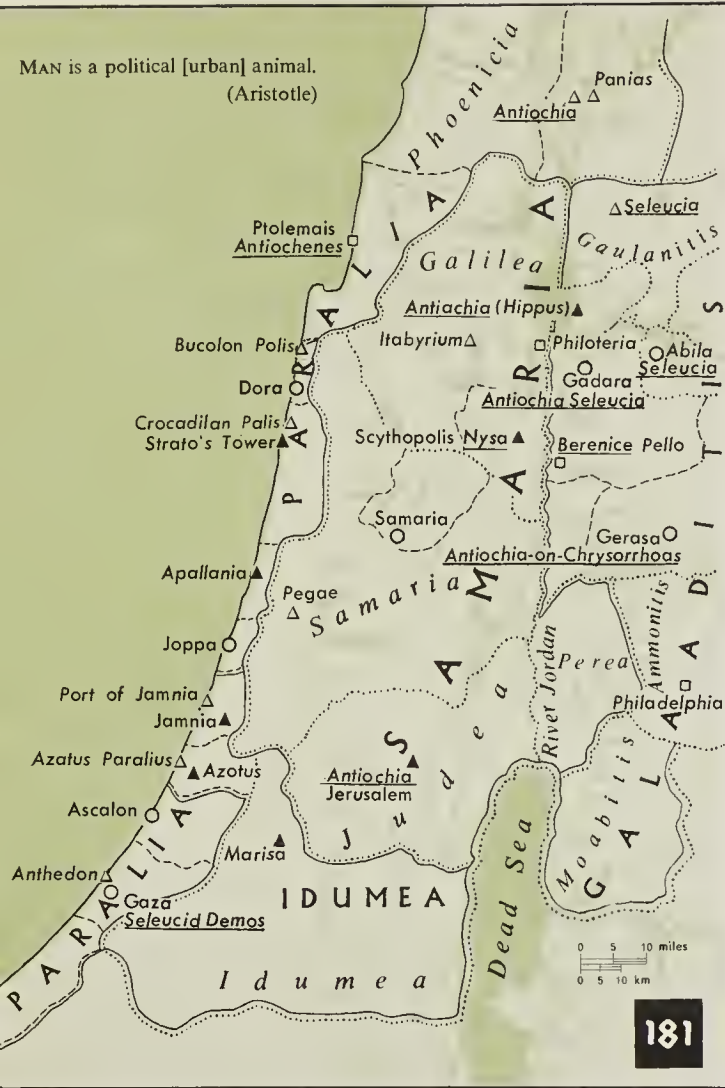 MAN is a political [urban] animal.
(Aristotle)
Phoenicia
Panias
Antiochia
Seleucia
Ptolemais
Antiochenes
Galilea
Gaulanitis
PARALIA
Antiachia (Hippus)
Bucolon Polis
Itabyrium
Philoteria
Abila
Seleucia
Dora
Gadara
Antiochia Seleucia
Crocadilan Palis
Strato's Tower
Scythopolis Nysa
Berenice Pello
Samaria
Gerasa
Antiochia-on-Chrysorrhoas
SAMARIA
Apallania
Pegae
Samaria
Ammonitis
GALADITIS
Joppa
River Jordan
Perea
Port of Jamnia
Jamnia
Philadelphia
Azatus Paralius
Azotus
Antiochia
Jerusalem
Judea
Moabitis
Ascalon
Marisa
Anthedon
Gaza
Seleucid Demos
PARALIA
IDUMEA
Dead Sea
Idumea
0 5 10 miles
0 5 10 km
181